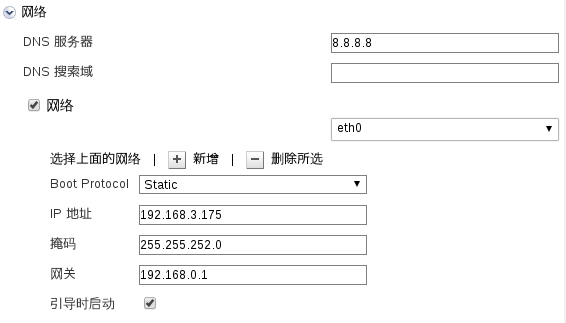 网络
DNS 服务器 8.8.8.8
DNS 搜索域
网络
eth0
选择上面的网络 | + 新增 | − 删除所选
Boot Protocol Static
IP 地址 192.168.3.175
掩码 255.255.252.0
网关 192.168.0.1
引导时启动